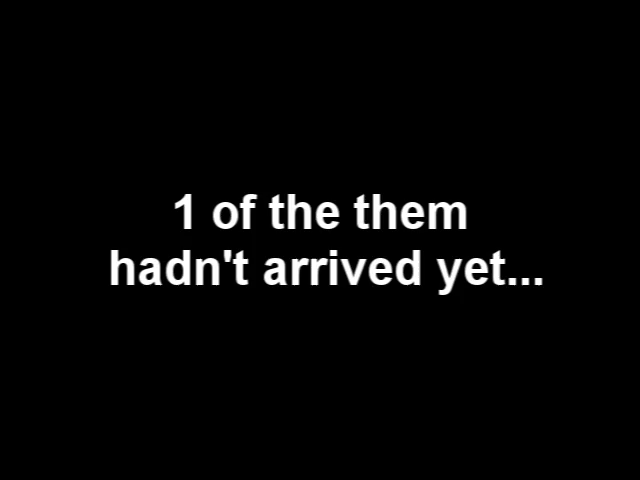 1 of the them
hadn't arrived yet...